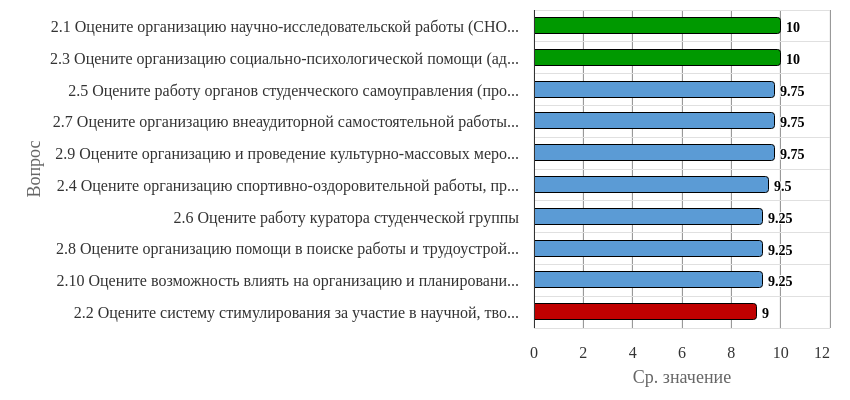 2.1 Оцените организацию научно-исследовательской работы (СНО...
10
2.3 Оцените организацию социально-психологической помощи (ад...
10
2.5 Оцените работу органов студенческого самоуправления (про...
9.75
2.7 Оцените организацию внеаудиторной самостоятельной работы...
9.75
2.9 Оцените организацию и проведение культурно-массовых меро...
9.75
2.4 Оцените организацию спортивно-оздоровительной работы, пр...
9.5
2.6 Оцените работу куратора студенческой группы
9.25
2.8 Оцените организацию помощи в поиске работы и трудоустрой...
9.25
2.10 Оцените возможность влиять на организацию и планировани...
9.25
2.2 Оцените систему стимулирования за участие в научной, тво...
9
Вопрос
0 2 4 6 8 10 12
Ср. значение